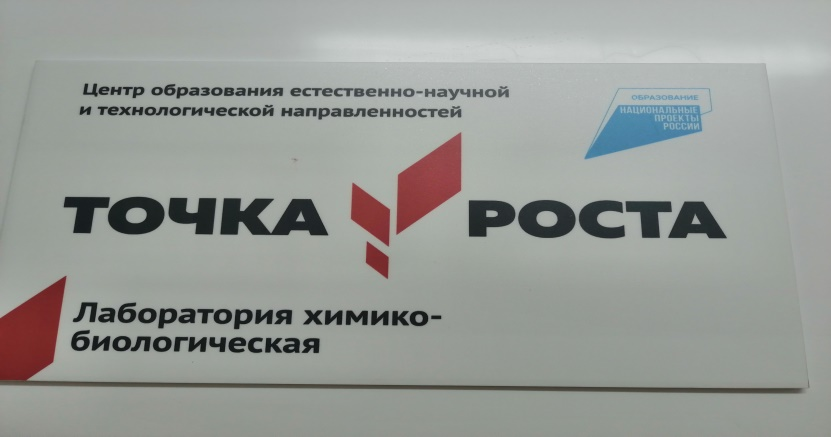 Центр образования естественно-научной
и технологической направленностей
ОБРАЗОВАНИЕ
НАЦИОНАЛЬНЫЕ
ПРОЕКТЫ
РОССИИ
ТОЧКА РОСТА
Лаборатория химико-
биологическая